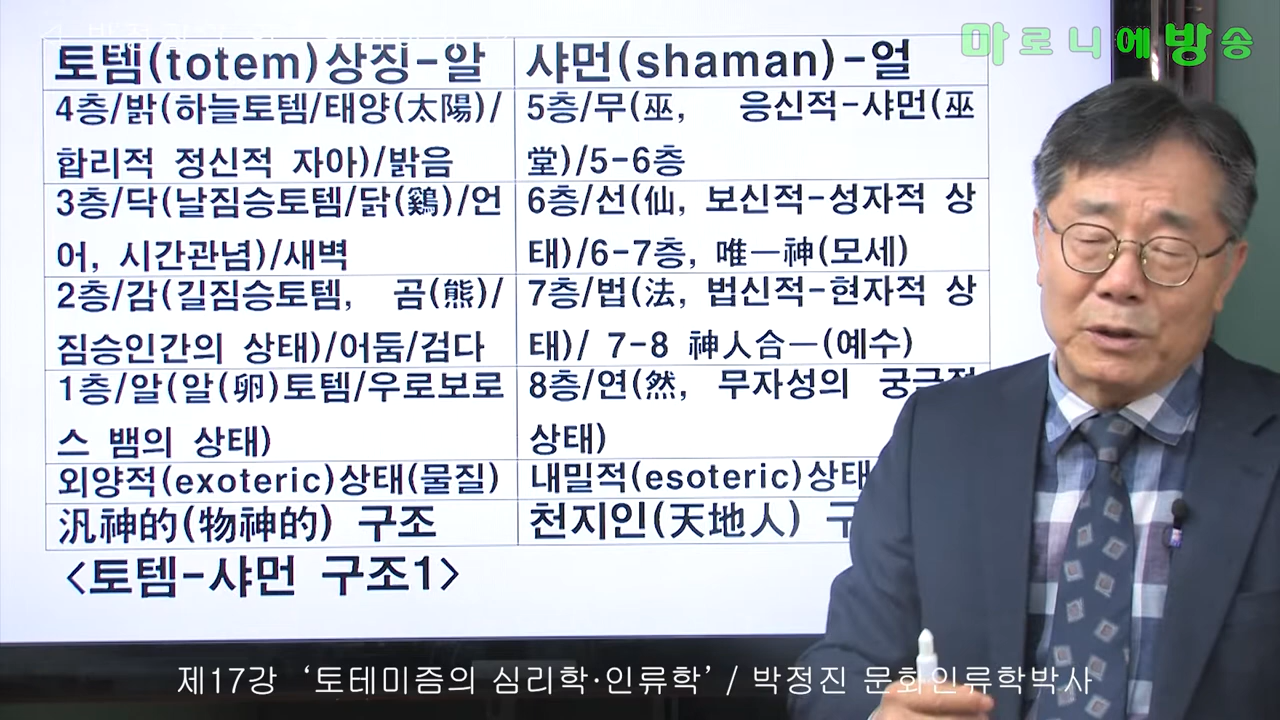 마로니에방송
토템(totem)상징-알
샤먼(shaman)-얼
4층/밝(하늘토템/태양(太陽)/
합리적 정신적 자아)/밝음
5층/무(巫, 응신적-샤먼(巫
堂)/5-6층
3층/닥(날짐승토템/닭(鷄)/언
어, 시간관념)/새벽
6층/선(仙, 보신적-성자적 상
태)/6-7층, 唯一神(모세)
2층/감(길짐승토템, 곰(熊)/
짐승인간의 상태)/어둠/검다
7층/법(法, 법신적-현자적 상
태)/ 7-8 神人合一(예수)
1층/알(알(卵)토템/우로보로
스 뱀의 상태)
8층/연(然, 무자성의 궁극적
상태)
외양적(exoteric)상태(물질)
내밀적(esoteric)상태
汎神的(物神的) 구조
천지인(天地人)
<토템-샤먼 구조1>
제17강 ‘토테미즘의 심리학·인류학’ / 박정진 문화인류학박사